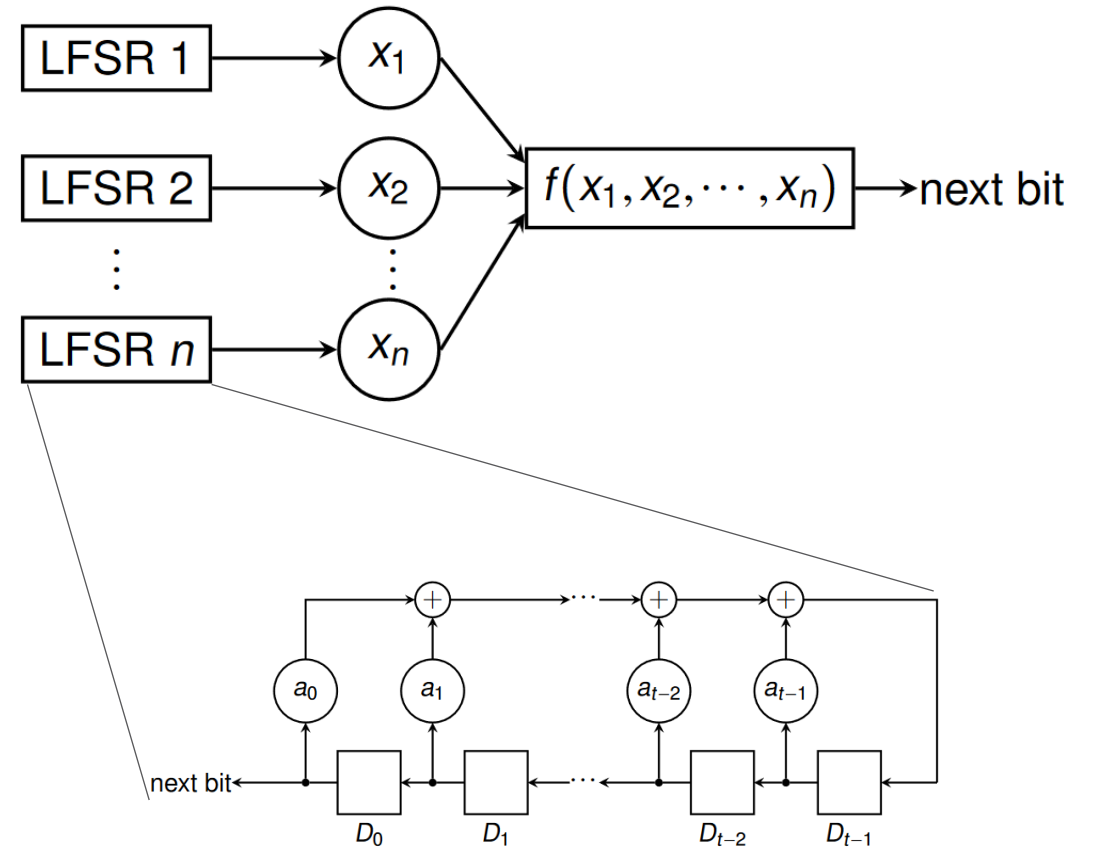 LFSR 1
x₁
LFSR 2
x₂
f(x₁, x₂, ⋯ , xₙ)
next bit
⋮
⋮
LFSR n
xₙ
+
⋯
+
+
a₀
a₁
aₜ₋₂
aₜ₋₁
next bit
⋯
D₀
D₁
Dₜ₋₂
Dₜ₋₁